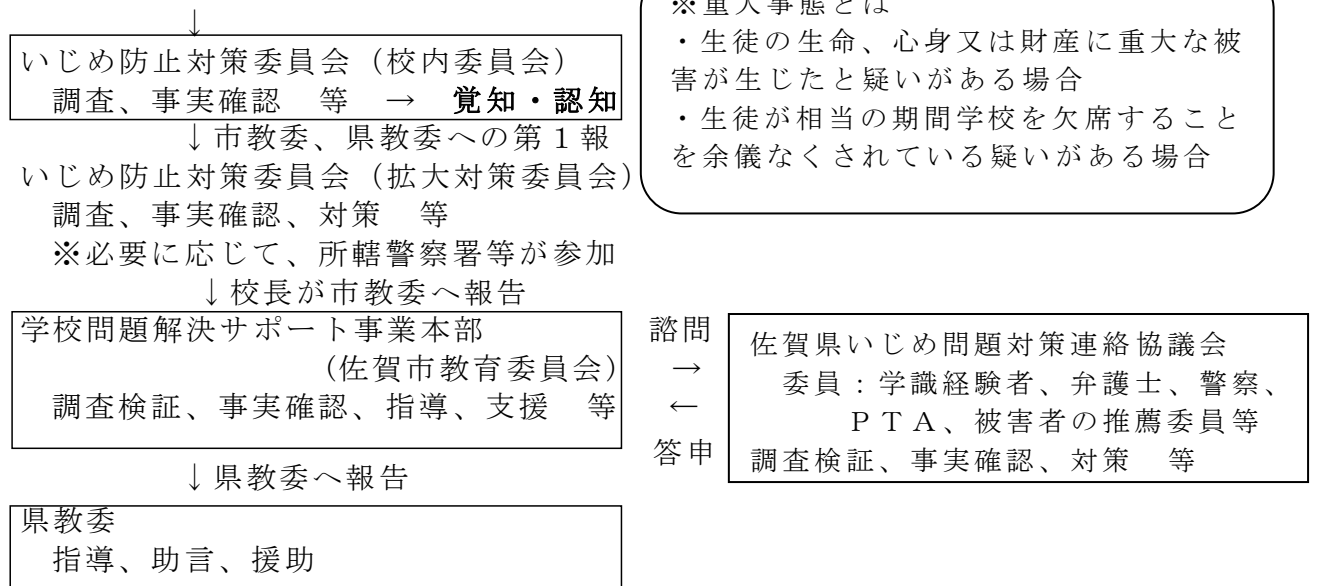 ↓
いじめ防止対策委員会（校内委員会）
調査、事実確認　等　→　覚知・認知
↓市教委、県教委への第１報
いじめ防止対策委員会（拡大対策委員会）
調査、事実確認、対策　等
※必要に応じて、所轄警察署等が参加
↓校長が市教委へ報告
学校問題解決サポート事業本部
（佐賀市教育委員会）
調査検証、事実確認、指導、支援　等
↓県教委へ報告
県教委
指導、助言、援助
※重大事態とは
・生徒の生命、心身又は財産に重大な被
害が生じたと疑いがある場合
・生徒が相当の期間学校を欠席すること
を余儀なくされている疑いがある場合
諮問
→
←
答申
佐賀県いじめ問題対策連絡協議会
委員：学識経験者、弁護士、警察、
ＰＴＡ、被害者の推薦委員等
調査検証、事実確認、対策　等